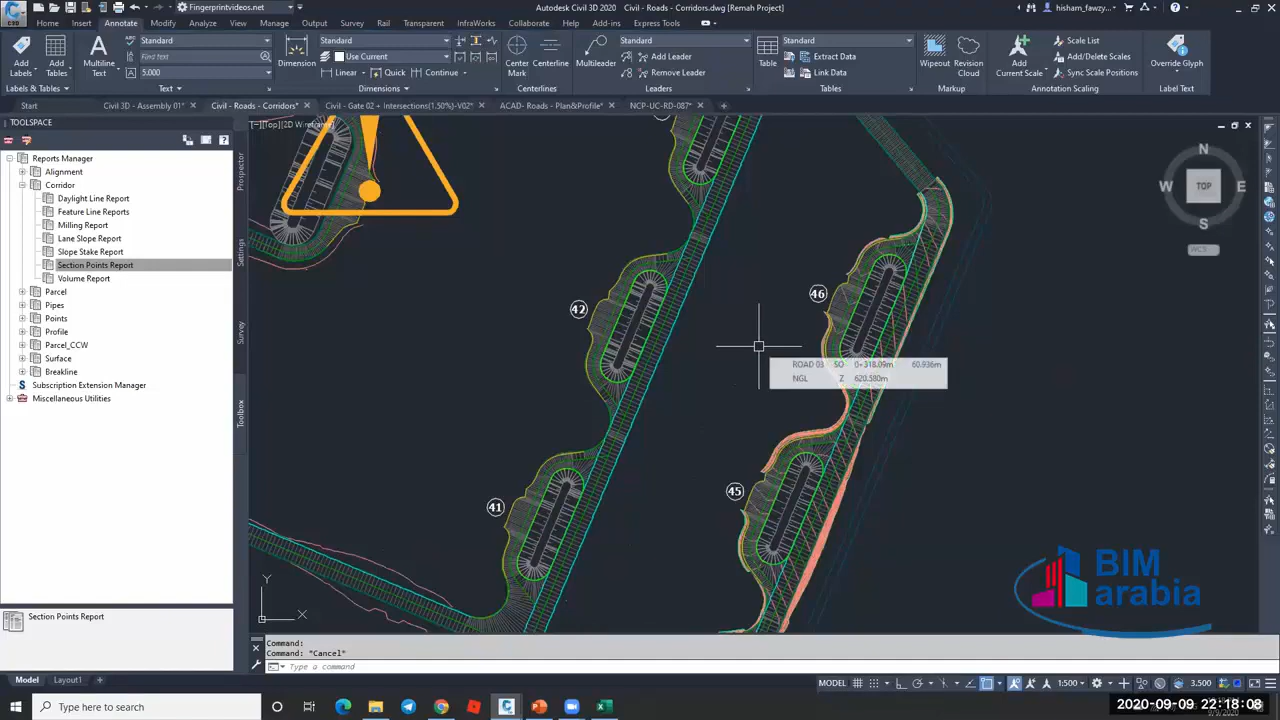 Fingerprintvideos.net
Autodesk Civil 3D 2020   Civil - Roads - Corridors.dwg [Remah Project]
hisham_fawzy...
Home Insert Annotate Modify Analyze View Manage Output Survey Rail Transparent InfraWorks Collaborate Help Add-ins Express Tools
Add Labels
Add Tables
Labels & Tables
Multiline Text
Standard
Find text
5.000
Text
Dimension
Standard
Use Current
Linear Quick Continue
Dimensions
Center Mark
Centerline
Centerlines
Multileader
Standard
Add Leader
Remove Leader
Leaders
Table
Standard
Extract Data
Link Data
Tables
Wipeout
Revision Cloud
Markup
Add Current Scale
Scale List
Add/Delete Scales
Sync Scale Positions
Annotation Scaling
Override Glyph
Label Text
Start
Civil 3D - Assembly 01*
Civil - Roads - Corridors*
Civil - Gate 02 + Intersections(1.50%)-V02*
ACAD- Roads - Plan&Profile*
NCP-UC-RD-087*
TOOLSPACE
Reports Manager
Alignment
Corridor
Daylight Line Report
Feature Line Reports
Milling Report
Lane Slope Report
Slope Stake Report
Section Points Report
Volume Report
Parcel
Pipes
Points
Profile
Parcel_CCW
Surface
Breakline
Subscription Extension Manager
Miscellaneous Utilities
Section Points Report
Prospector
Settings
Survey
Toolbox
[−][Top][2D Wireframe]
42
41
46
45
ROAD 03 SO 0+318.09m 60.936m
NGL Z 620.580m
N
W TOP E
S
WCS
Y
X
BIM
arabia
Command:
Command: *Cancel*
Type a command
Model Layout1
MODEL
1:500
3.500
Type here to search
2020-09-09 22:18:08